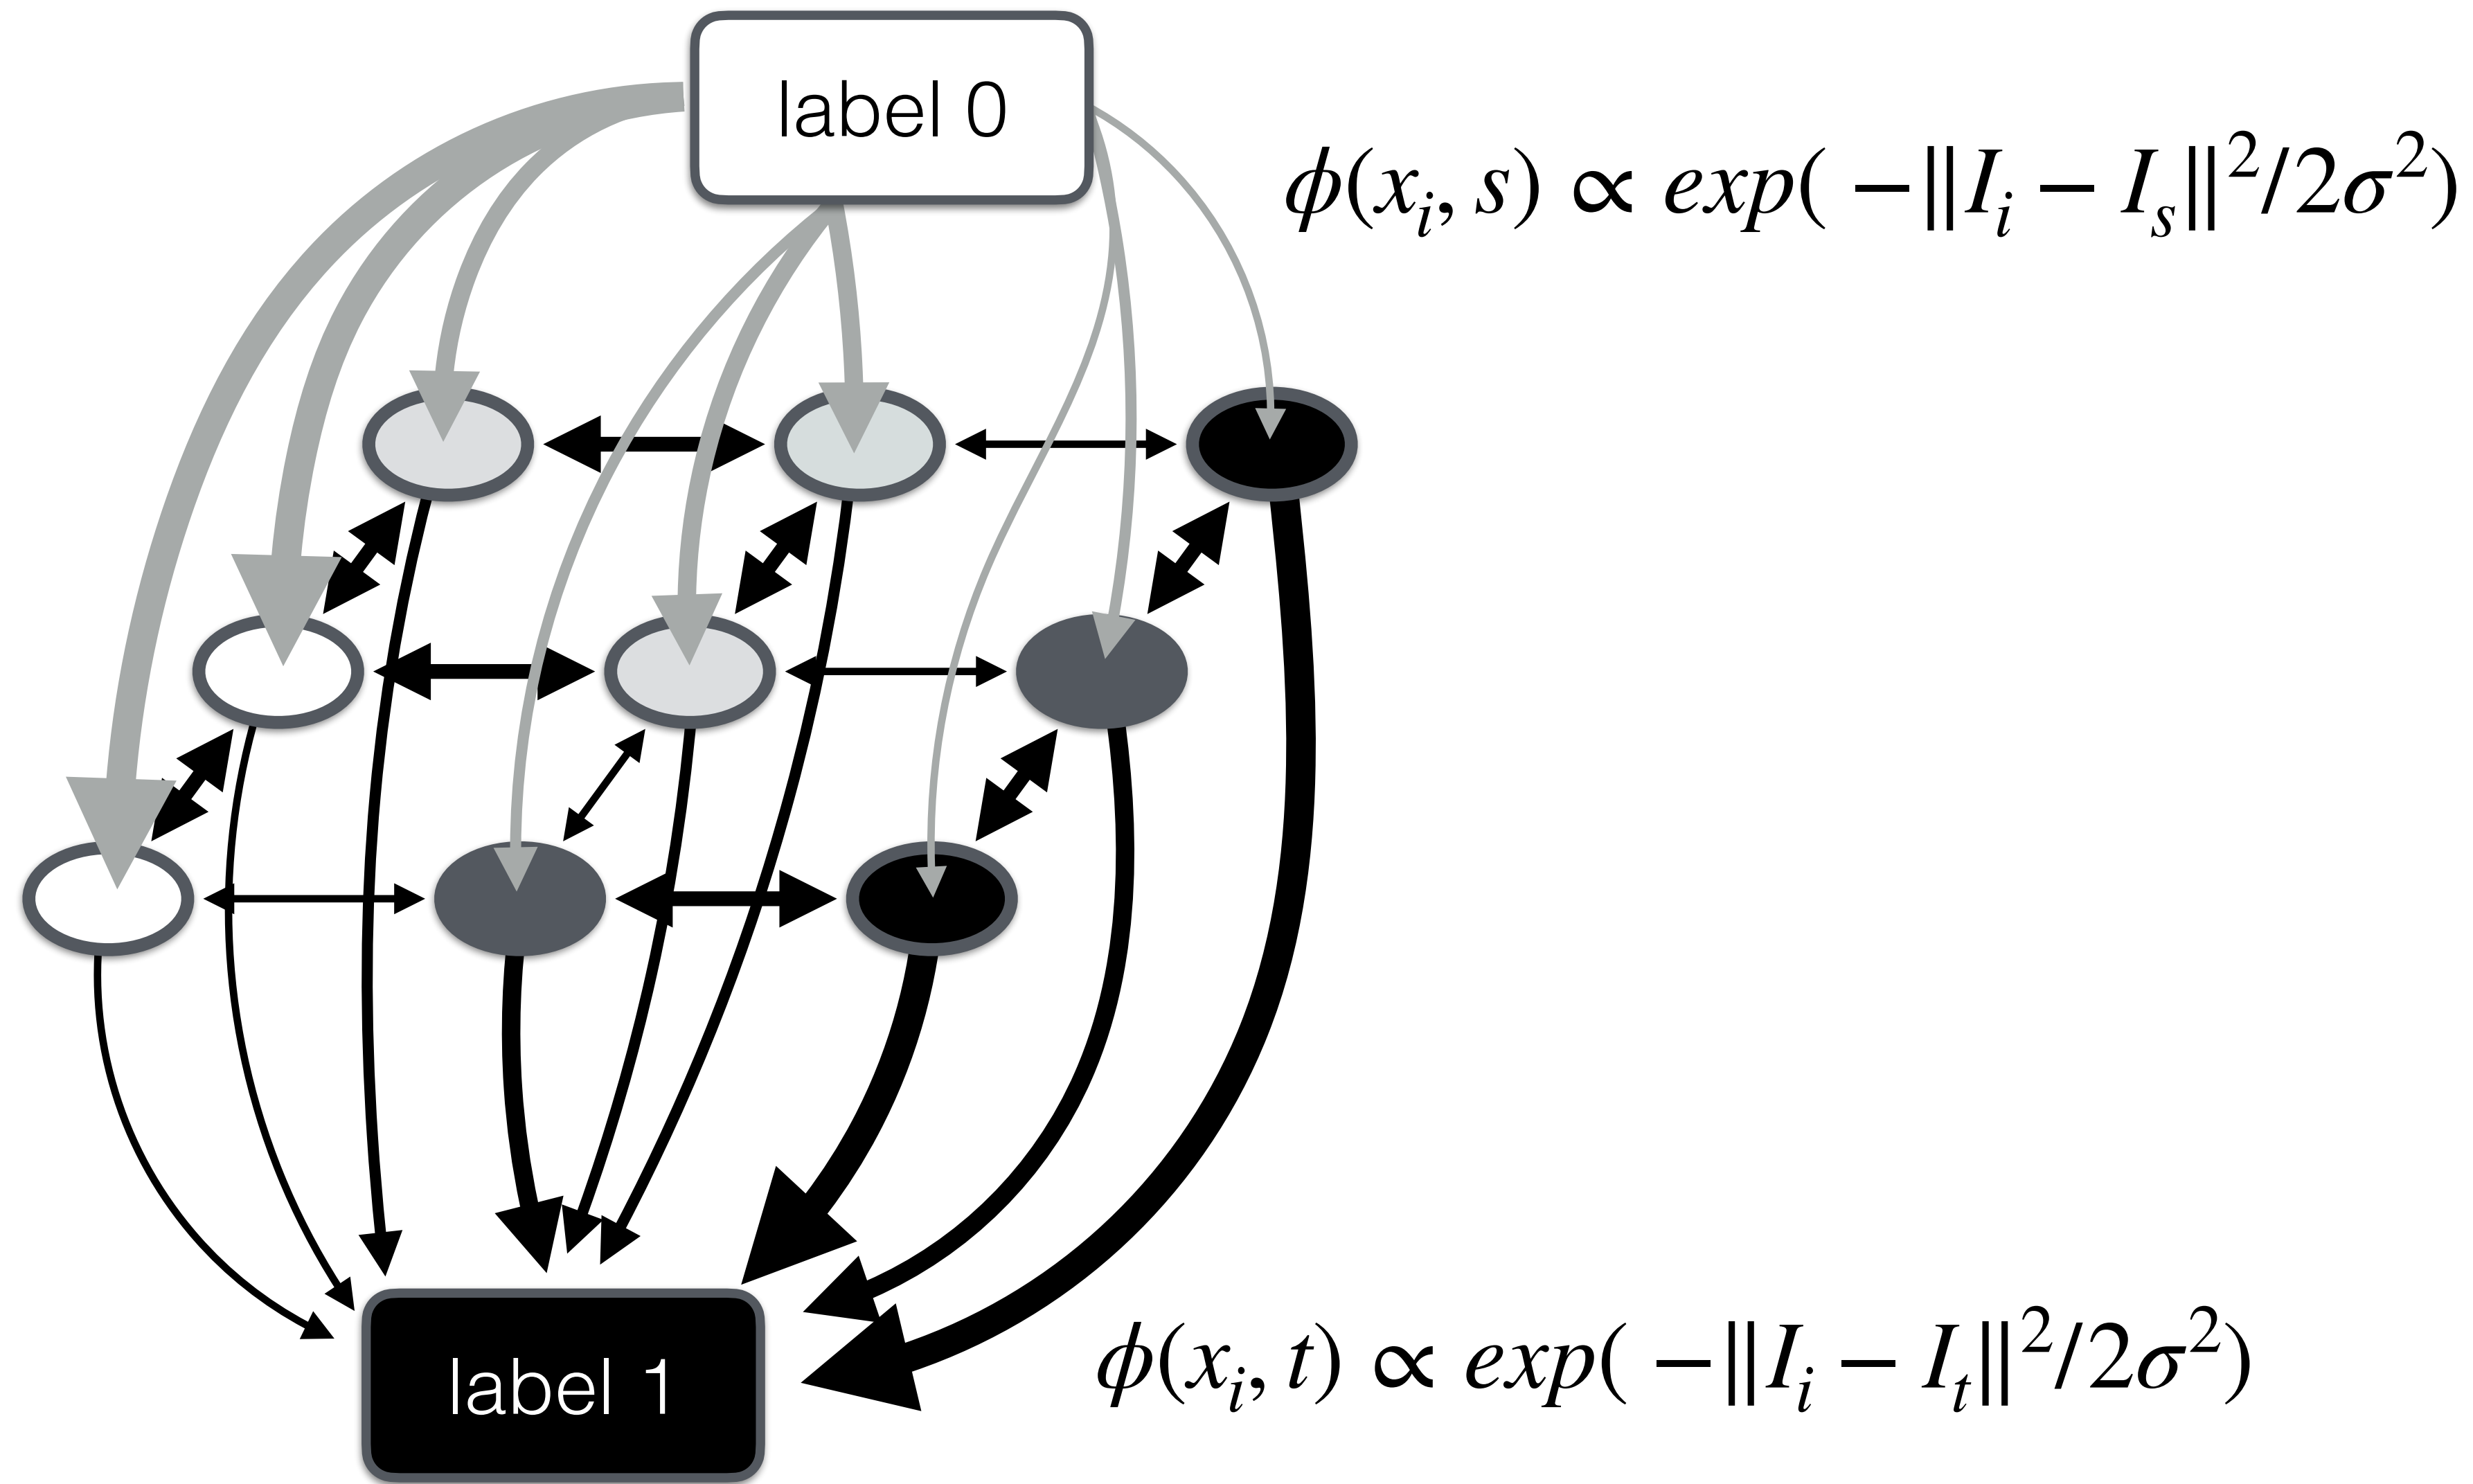 label 0
ϕ(xᵢ, s) ∝ exp( −‖Iᵢ − Iₛ‖²/2σ²)
label 1
ϕ(xᵢ, t) ∝ exp( −‖Iᵢ − Iₜ‖²/2σ²)